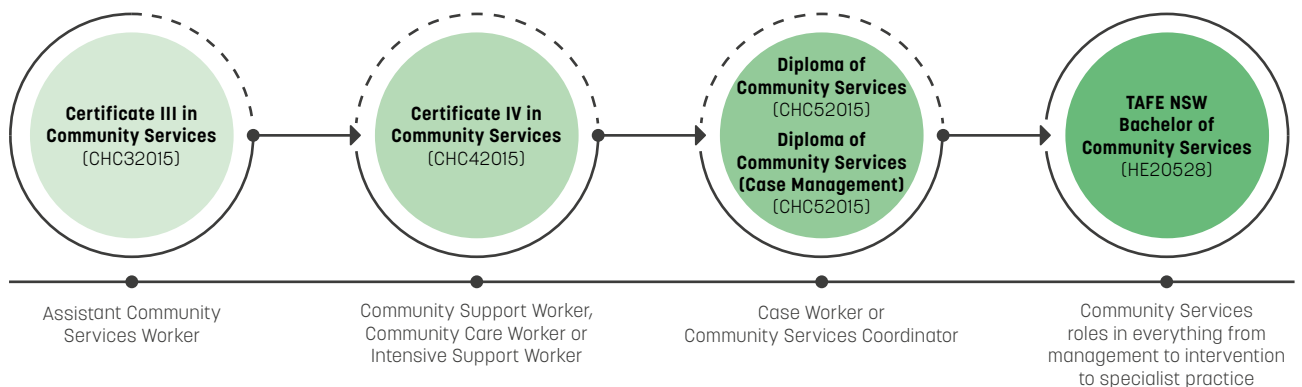 Certificate III in
Community Services
(CHC32015)
Certificate IV in
Community Services
(CHC42015)
Diploma of
Community Services
(CHC52015)
Diploma of
Community Services
(Case Management)
(CHC52015)
TAFE NSW
Bachelor of
Community Services
(HE20528)
Assistant Community
Services Worker
Community Support Worker,
Community Care Worker or
Intensive Support Worker
Case Worker or
Community Services Coordinator
Community Services
roles in everything from
management to intervention
to specialist practice